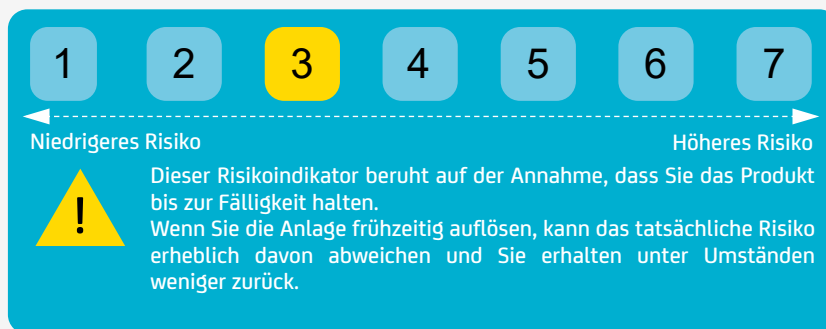 1 2 3 4 5 6 7
Niedrigeres Risiko Höheres Risiko
Dieser Risikoindikator beruht auf der Annahme, dass Sie das Produkt
bis zur Fälligkeit halten.
!
Wenn Sie die Anlage frühzeitig auflösen, kann das tatsächliche Risiko
erheblich davon abweichen und Sie erhalten unter Umständen
weniger zurück.